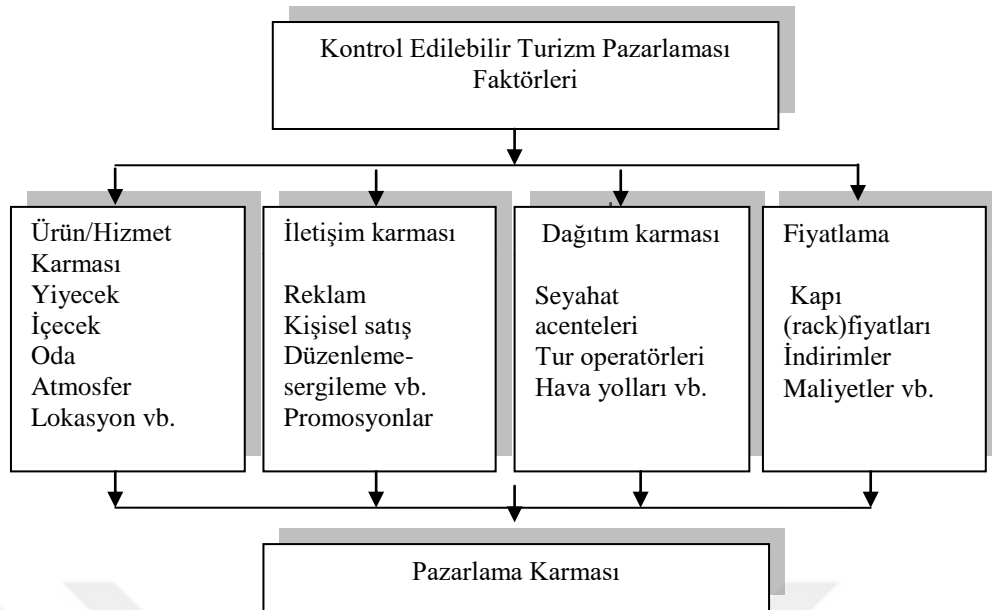 Kontrol Edilebilir Turizm Pazarlaması
Faktörleri
Ürün/Hizmet
Karması
Yiyecek
İçecek
Oda
Atmosfer
Lokasyon vb.
İletişim karması
Reklam
Kişisel satış
Düzenleme-
sergileme vb.
Promosyonlar
Dağıtım karması
Seyahat
acenteleri
Tur operatörleri
Hava yolları vb.
Fiyatlama
Kapı
(rack)fiyatları
İndirimler
Maliyetler vb.
Pazarlama Karması